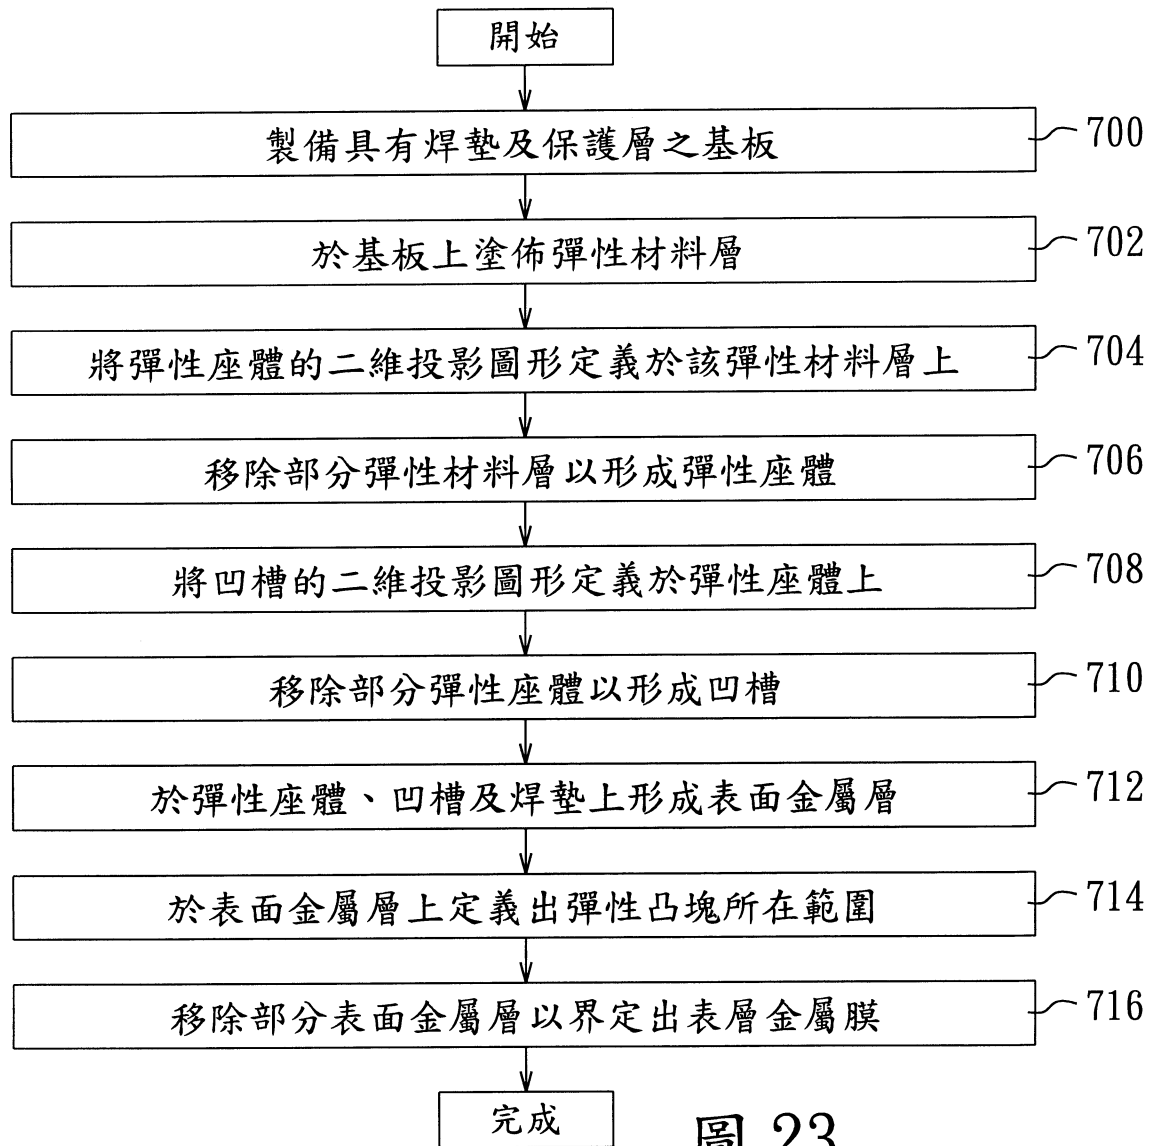 開始
製備具有焊墊及保護層之基板
700
於基板上塗佈彈性材料層
702
將彈性座體的二維投影圖形定義於該彈性材料層上
704
移除部分彈性材料層以形成彈性座體
706
將凹槽的二維投影圖形定義於彈性座體上
708
移除部分彈性座體以形成凹槽
710
於彈性座體、凹槽及焊墊上形成表面金屬層
712
於表面金屬層上定義出彈性凸塊所在範圍
714
移除部分表面金屬層以界定出表層金屬膜
716
完成
圖 23